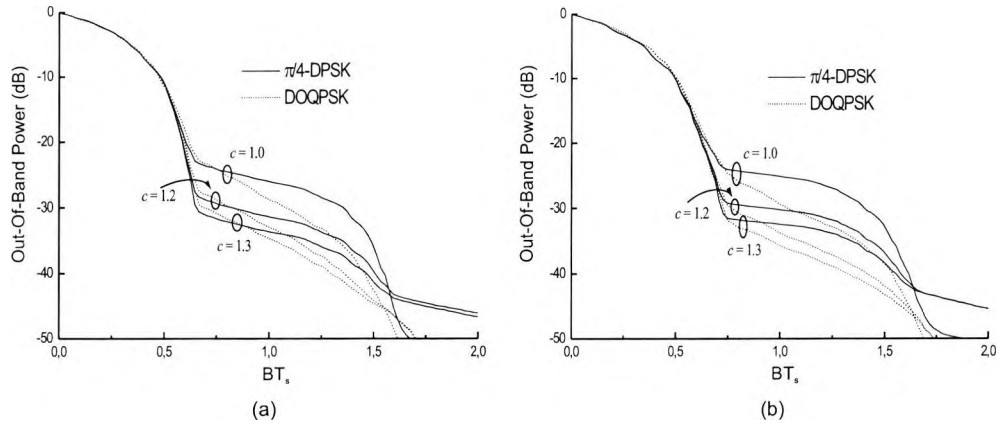 0
-10
-20
-30
-40
-50
Out-Of-Band Power (dB)
π/4-DPSK
DOQPSK
c = 1.0
c = 1.2
c = 1.3
0,0
0,5
1,0
1,5
2,0
BTs
(a)
0
-10
-20
-30
-40
-50
Out-Of-Band Power (dB)
π/4-DPSK
DOQPSK
c = 1.0
c = 1.2
c = 1.3
0,0
0,5
1,0
1,5
2,0
BTs
(b)